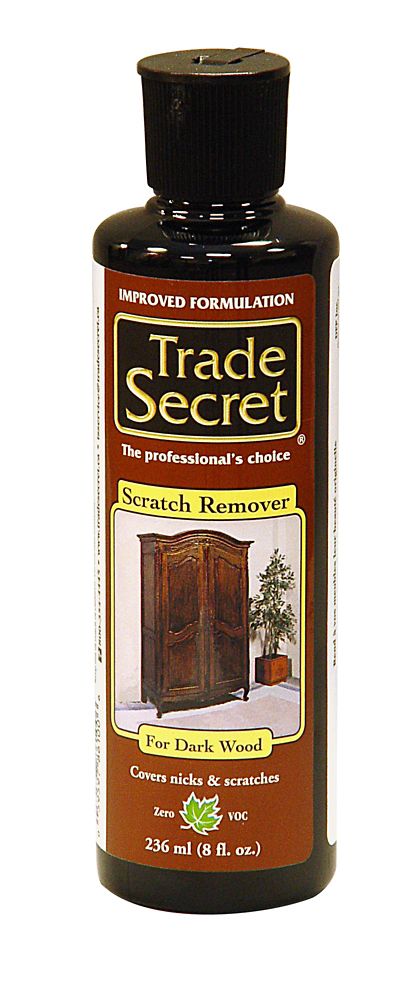 IMPROVED FORMULATION
Trade
Secret
®
The professional's choice
Scratch Remover
For Dark Wood
Covers nicks & scratches
Zero VOC
236 ml (8 fl. oz.)